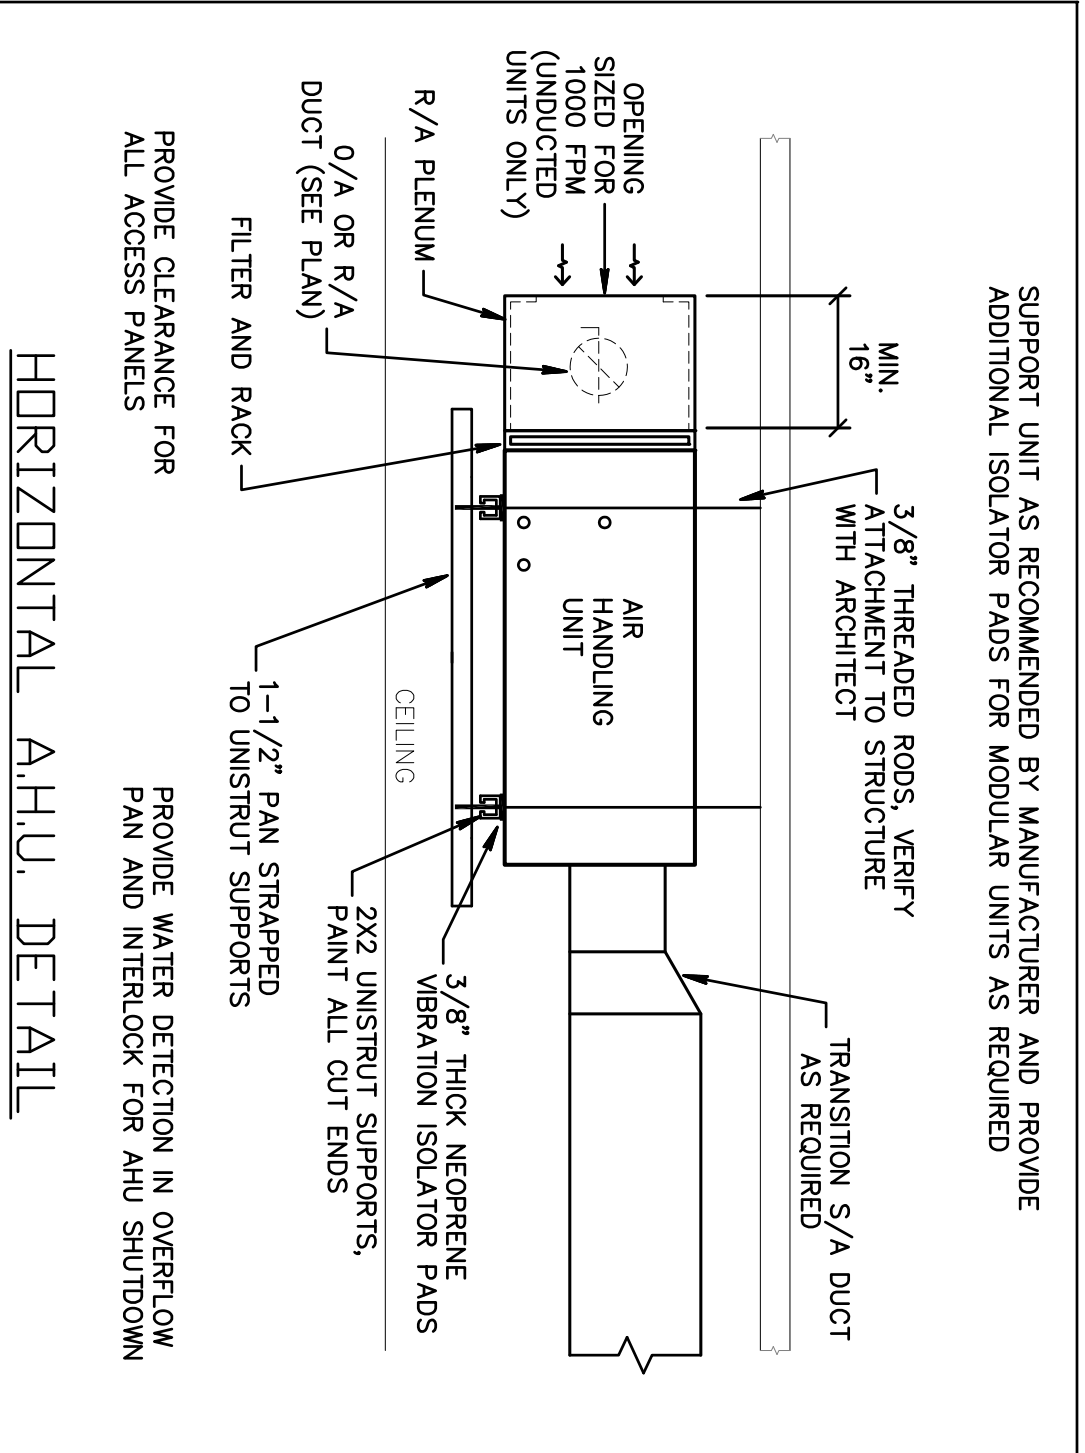 SUPPORT UNIT AS RECOMMENDED BY MANUFACTURER AND PROVIDE
ADDITIONAL ISOLATOR PADS FOR MODULAR UNITS AS REQUIRED
MIN.
16"
3/8" THREADED RODS, VERIFY
ATTACHMENT TO STRUCTURE
WITH ARCHITECT
TRANSITION S/A DUCT
AS REQUIRED
OPENING
SIZED FOR
1000 FPM
(UNDUCTED
UNITS ONLY)
AIR
HANDLING
UNIT
R/A PLENUM
O/A OR R/A
DUCT (SEE PLAN)
FILTER AND RACK
CEILING
3/8" THICK NEOPRENE
VIBRATION ISOLATOR PADS
2X2 UNISTRUT SUPPORTS,
PAINT ALL CUT ENDS
1-1/2" PAN STRAPPED
TO UNISTRUT SUPPORTS
PROVIDE CLEARANCE FOR
ALL ACCESS PANELS
PROVIDE WATER DETECTION IN OVERFLOW
PAN AND INTERLOCK FOR AHU SHUTDOWN
HORIZONTAL A.H.U. DETAIL